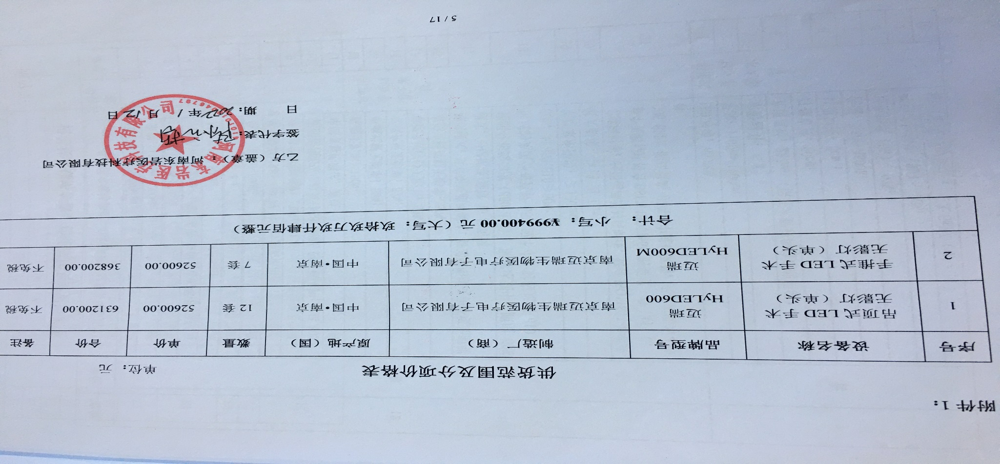 附件 1：
供货范围及分项价格表
单位：元
序号 设备名称 品牌型号 制造厂（商） 原产地（国） 数量 单价 合价 备注
1 吊顶式 LED 手术无影灯（单头） 迈瑞 HyLED600 南京迈瑞生物医疗电子有限公司 中国•南京 12 套 52600.00 631200.00 不免税
2 手推式 LED 手术无影灯（单头） 迈瑞 HyLED600M 南京迈瑞生物医疗电子有限公司 中国•南京 7 套 52600.00 368200.00 不免税
合计： 小写：¥999400.00 元（大写：玖拾玖万玖仟肆佰元整）
乙方（盖章）：河南东岩医疗科技有限公司
签字代表：
日 期：2022年1月12日
河南东岩医疗科技有限公司
5 / 17